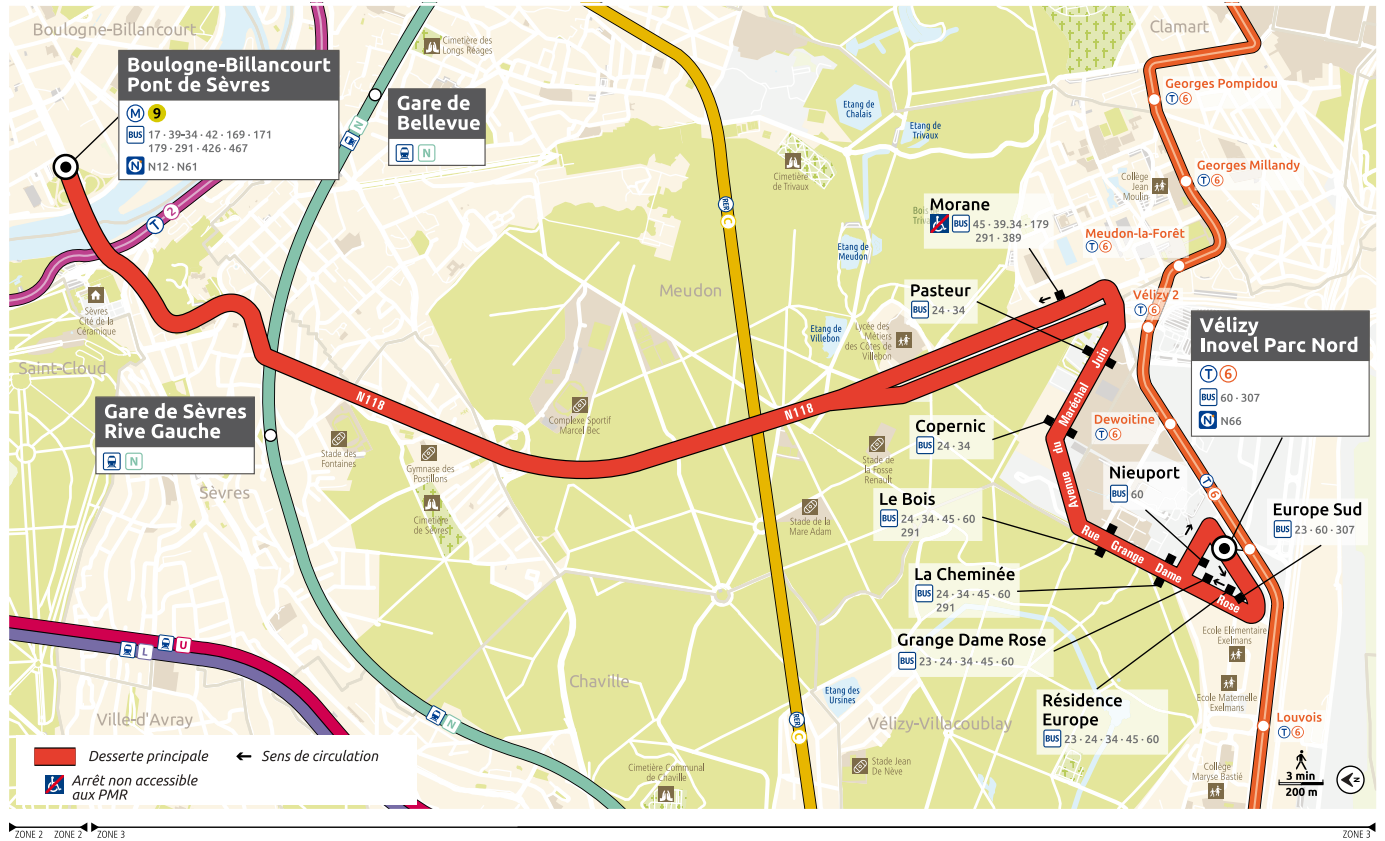 Boulogne-Billancourt
Boulogne-Billancourt
Pont de Sèvres
M 9
BUS 17 · 39-34 · 42 · 169 · 171
179 · 291 · 426 · 467
N N12 · N61
Cimetière des
Longs Réages
Gare de
Bellevue
N
N
T 2
RER
C
Clamart
Georges Pompidou
T 6
Georges Millandy
T 6
Etang de
Chalais
Etang de
Trivaux
Cimetière
de Trivaux
Collège
Jean
Moulin
Morane
BUS 45 · 39.34 · 179
291 · 389
Meudon-la-Forêt
T 6
Etang de
Meudon
Meudon
Pasteur
BUS 24 · 34
Vélizy 2
T 6
Vélizy
Inovel Parc Nord
T 6
BUS 60 · 307
N N66
Sèvres
Cité de la
Céramique
Saint-Cloud
Etang de
Villebon
Lycée des
Métiers
des Côtes de
Villebon
Gare de Sèvres
Rive Gauche
N
N118
N118
Complexe Sportif
Marcel Bec
Stade des
Fontaines
Gymnase des
Postillons
Cimetière
de Sèvres
Sèvres
Copernic
BUS 24 · 34
Avenue du Maréchal Juin
Dewoitine
T 6
Stade de
la Fosse
Renault
Nieuport
BUS 60
T 6
Le Bois
BUS 24 · 34 · 45 · 60
291
Europe Sud
BUS 23 · 60 · 307
Stade de la
Mare Adam
Rue Grange Dame Rose
La Cheminée
BUS 24 · 34 · 45 · 60
291
Grange Dame Rose
BUS 23 · 24 · 34 · 45 · 60
Ecole Elémentaire
Exelmans
Ecole Maternelle
Exelmans
U
L
Chaville
Etang des
Ursines
Vélizy-Villacoublay
Résidence
Europe
BUS 23 · 24 · 34 · 45 · 60
Louvois
T 6
Ville-d'Avray
N
RER
C
Desserte principale
Sens de circulation
Arrêt non accessible
aux PMR
Cimetière Communal
de Chaville
Stade Jean
De Nève
Collège
Maryse Bastié
3 min
200 m
N
ZONE 2 ZONE 2 ZONE 3 ZONE 3